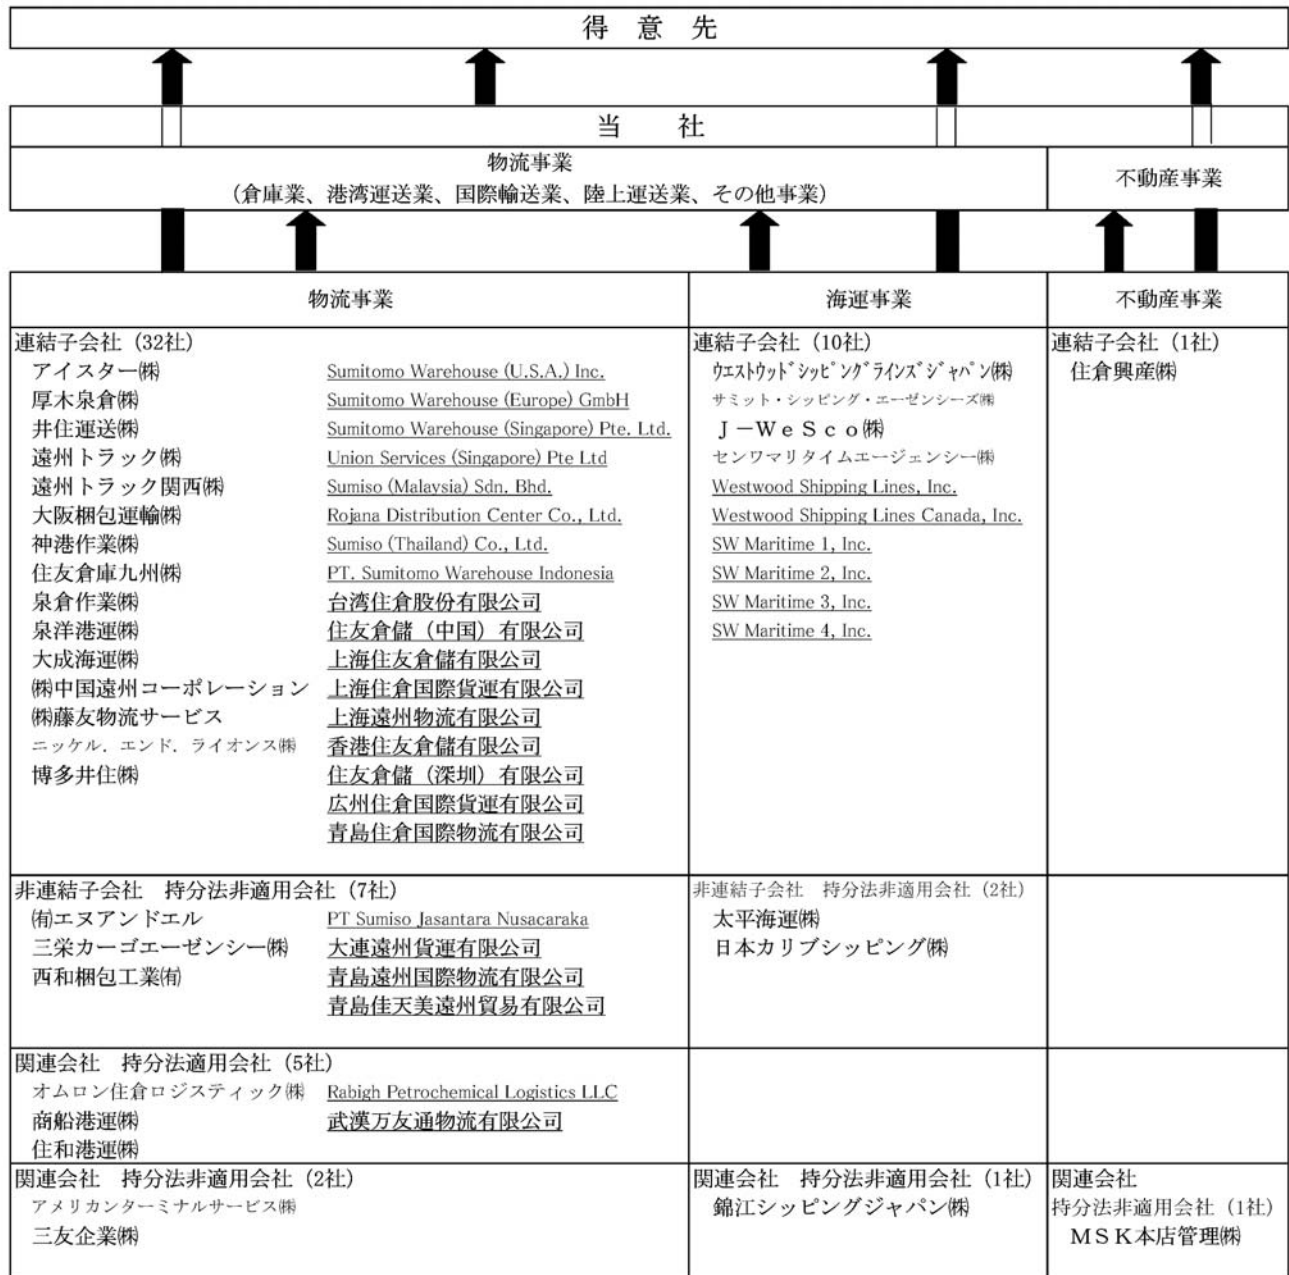 得 意 先
当 社
物流事業
(倉庫業、港湾運送業、国際輸送業、陸上運送業、その他事業)
不動産事業
物流事業
海運事業
不動産事業
連結子会社 (32社)
アイスター㈱
厚木泉倉㈱
井住運送㈱
遠州トラック㈱
遠州トラック関西㈱
大阪梱包運輸㈱
神港作業㈱
住友倉庫九州㈱
泉倉作業㈱
泉洋港運㈱
大成海運㈱
㈱中国遠州コーポレーション
㈱藤友物流サービス
ニッケル．エンド．ライオンス㈱
博多井住㈱
Sumitomo Warehouse (U.S.A.) Inc.
Sumitomo Warehouse (Europe) GmbH
Sumitomo Warehouse (Singapore) Pte. Ltd.
Union Services (Singapore) Pte Ltd
Sumiso (Malaysia) Sdn. Bhd.
Rojana Distribution Center Co., Ltd.
Sumiso (Thailand) Co., Ltd.
PT. Sumitomo Warehouse Indonesia
台湾住倉股份有限公司
住友倉儲（中国）有限公司
上海住友倉儲有限公司
上海住倉国際貨運有限公司
上海遠州物流有限公司
香港住友倉儲有限公司
住友倉儲（深圳）有限公司
広州住倉国際貨運有限公司
青島住倉国際物流有限公司
連結子会社 (10社)
ｳｴｽﾄｳｯﾄﾞｼｯﾋﾟﾝｸﾞﾗｲﾝｽﾞｼﾞｬﾊﾟﾝ㈱
サミット・シッピング・エーゼンシーズ㈱
Ｊ－ＷｅＳｃｏ㈱
センワマリタイムエージェンシー㈱
Westwood Shipping Lines, Inc.
Westwood Shipping Lines Canada, Inc.
SW Maritime 1, Inc.
SW Maritime 2, Inc.
SW Maritime 3, Inc.
SW Maritime 4, Inc.
連結子会社 (1社)
住倉興産㈱
非連結子会社 持分法非適用会社 (7社)
㈲エヌアンドエル
三栄カーゴエーゼンシー㈱
西和梱包工業㈲
PT Sumiso Jasantara Nusacaraka
大連遠州貨運有限公司
青島遠州国際物流有限公司
青島佳天美遠州貿易有限公司
非連結子会社 持分法非適用会社 (2社)
太平海運㈱
日本カリブシッピング㈱
関連会社 持分法適用会社 (5社)
オムロン住倉ロジスティック㈱
商船港運㈱
住和港運㈱
Rabigh Petrochemical Logistics LLC
武漢万友通物流有限公司
関連会社 持分法非適用会社 (2社)
アメリカンターミナルサービス㈱
三友企業㈱
関連会社 持分法非適用会社 (1社)
錦江シッピングジャパン㈱
関連会社
持分法非適用会社 (1社)
ＭＳＫ本店管理㈱